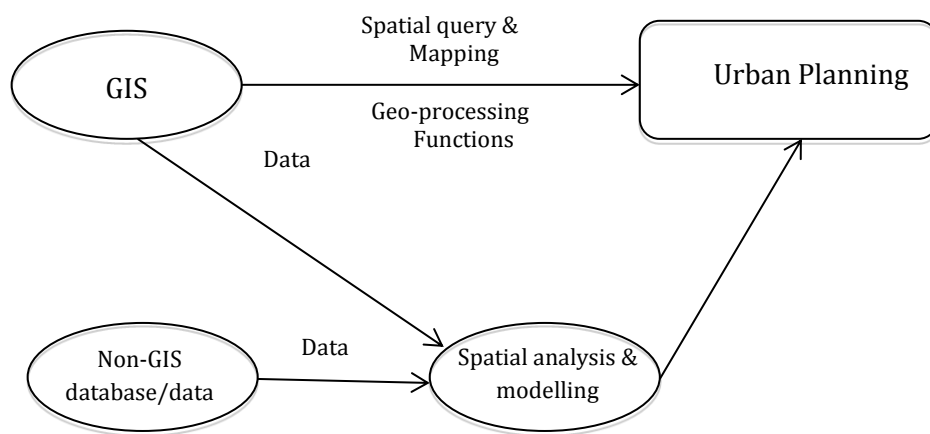 Spatial query &
Mapping
GIS
Urban Planning
Geo-processing
Functions
Data
Data
Non-GIS
database/data
Spatial analysis &
modelling